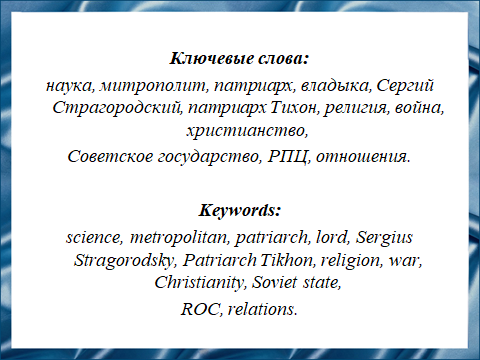 Ключевые слова:
наука, митрополит, патриарх, владыка, Сергий
Страгородский, патриарх Тихон, религия, война,
христианство,
Советское государство, РПЦ, отношения.
Keywords:
science, metropolitan, patriarch, lord, Sergius
Stragorodsky, Patriarch Tikhon, religion, war,
Christianity, Soviet state,
ROC, relations.